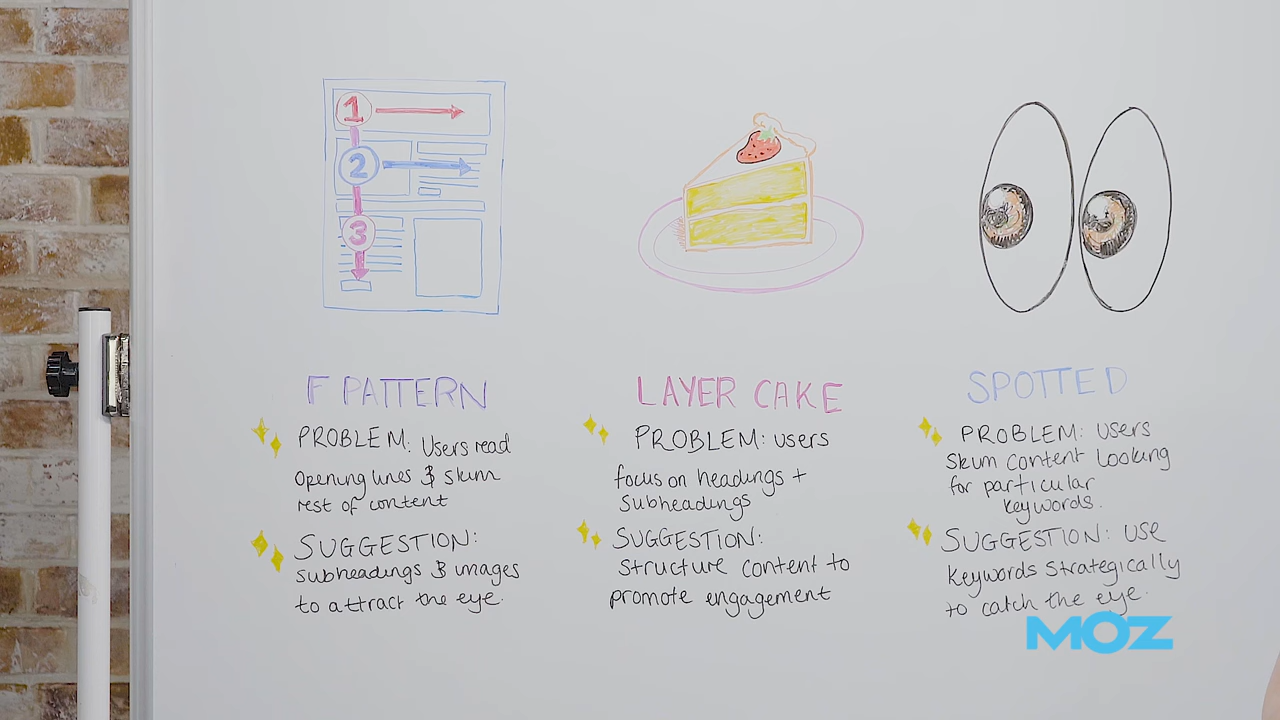 1
2
3
F PATTERN
PROBLEM: Users read
opening lines & skim
rest of content
SUGGESTION:
subheadings & images
to attract the eye.
LAYER CAKE
PROBLEM: users
focus on headings +
Subheadings
SUGGESTION:
Structure content to
promote engagement
SPOTTED
PROBLEM: Users
Skim content looking
for particular
keywords.
SUGGESTION: use
keywords strategically
to catch the eye.
MOZ